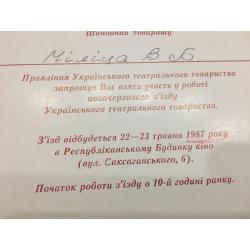 Шановний товаришу
Міліца В. Є.
Правління Українського театрального товариства
запрошує Вас взяти участь у роботі
позачергового з'їзду
Українського театрального товариства.
З'їзд відбудеться 22—23 травня 1987 року
в Республіканському Будинку кіно
(вул. Саксаганського, 6).
Початок роботи з'їзду о 10-й годині ранку.